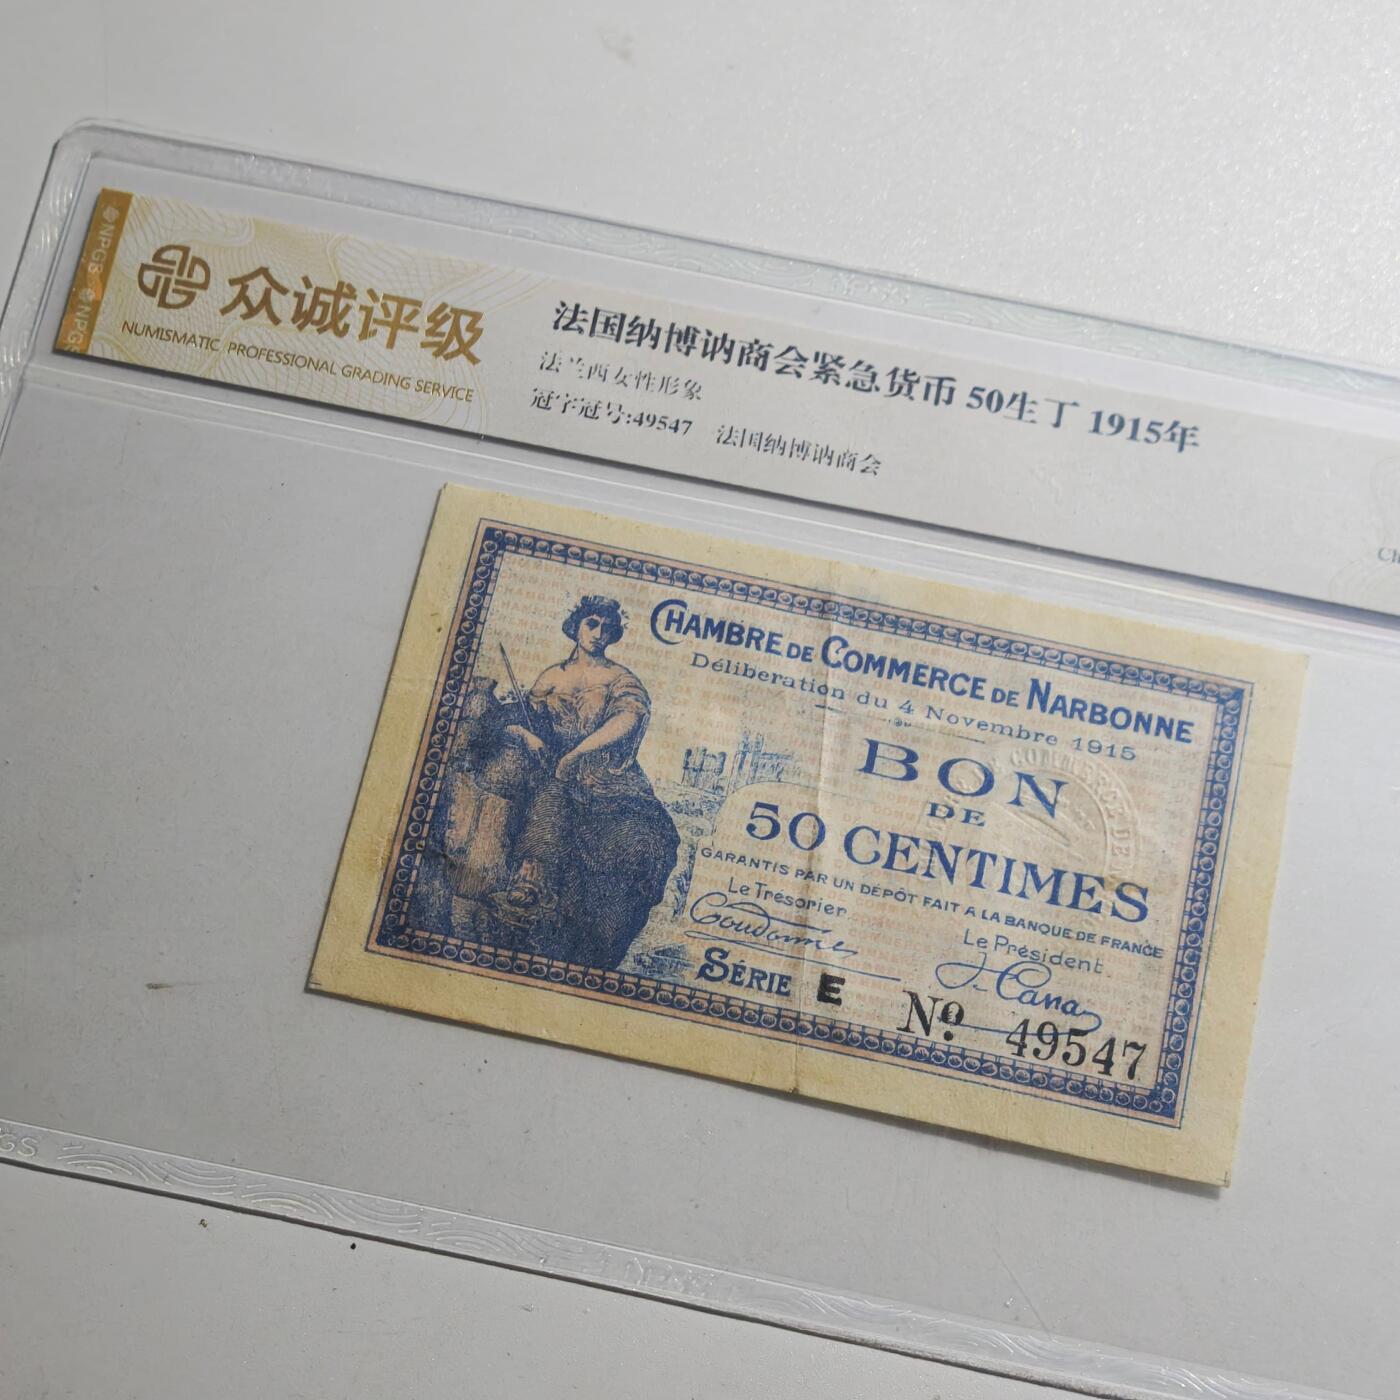 NPGS NPGS
众诚评级
NUMISMATIC PROFESSIONAL GRADING SERVICE
法国纳博讷商会紧急货币 50生丁 1915年
法兰西女性形象
冠字冠号:49547 法国纳博讷商会
CHAMBRE DE COMMERCE DE NARBONNE
Délibération du 4 Novembre 1915
BON
DE
50 CENTIMES
GARANTIS PAR UN DÉPÔT FAIT A LA BANQUE DE FRANCE
Le Trésorier
Le Président
J. Cana
SÉRIE E
Nº 49547